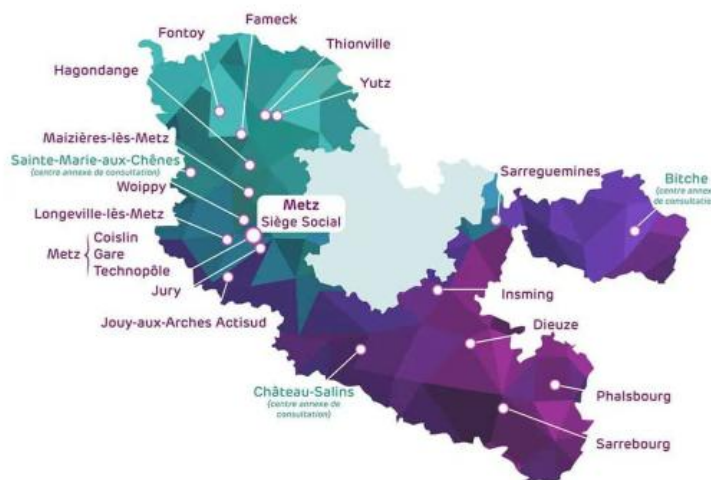 Fameck
Fontoy
Thionville
Hagondange
Yutz
Maizières-lès-Metz
Sainte-Marie-aux-Chênes
(centre annexe de consultation)
Woippy
Longeville-lès-Metz
Metz { Coislin
Gare
Technopôle
Jury
Jouy-aux-Arches Actisud
Metz
Siège Social
Sarreguemines
Bitche
(centre annexe
de consultation)
Insming
Dieuze
Château-Salins
(centre annexe de
consultation)
Phalsbourg
Sarrebourg